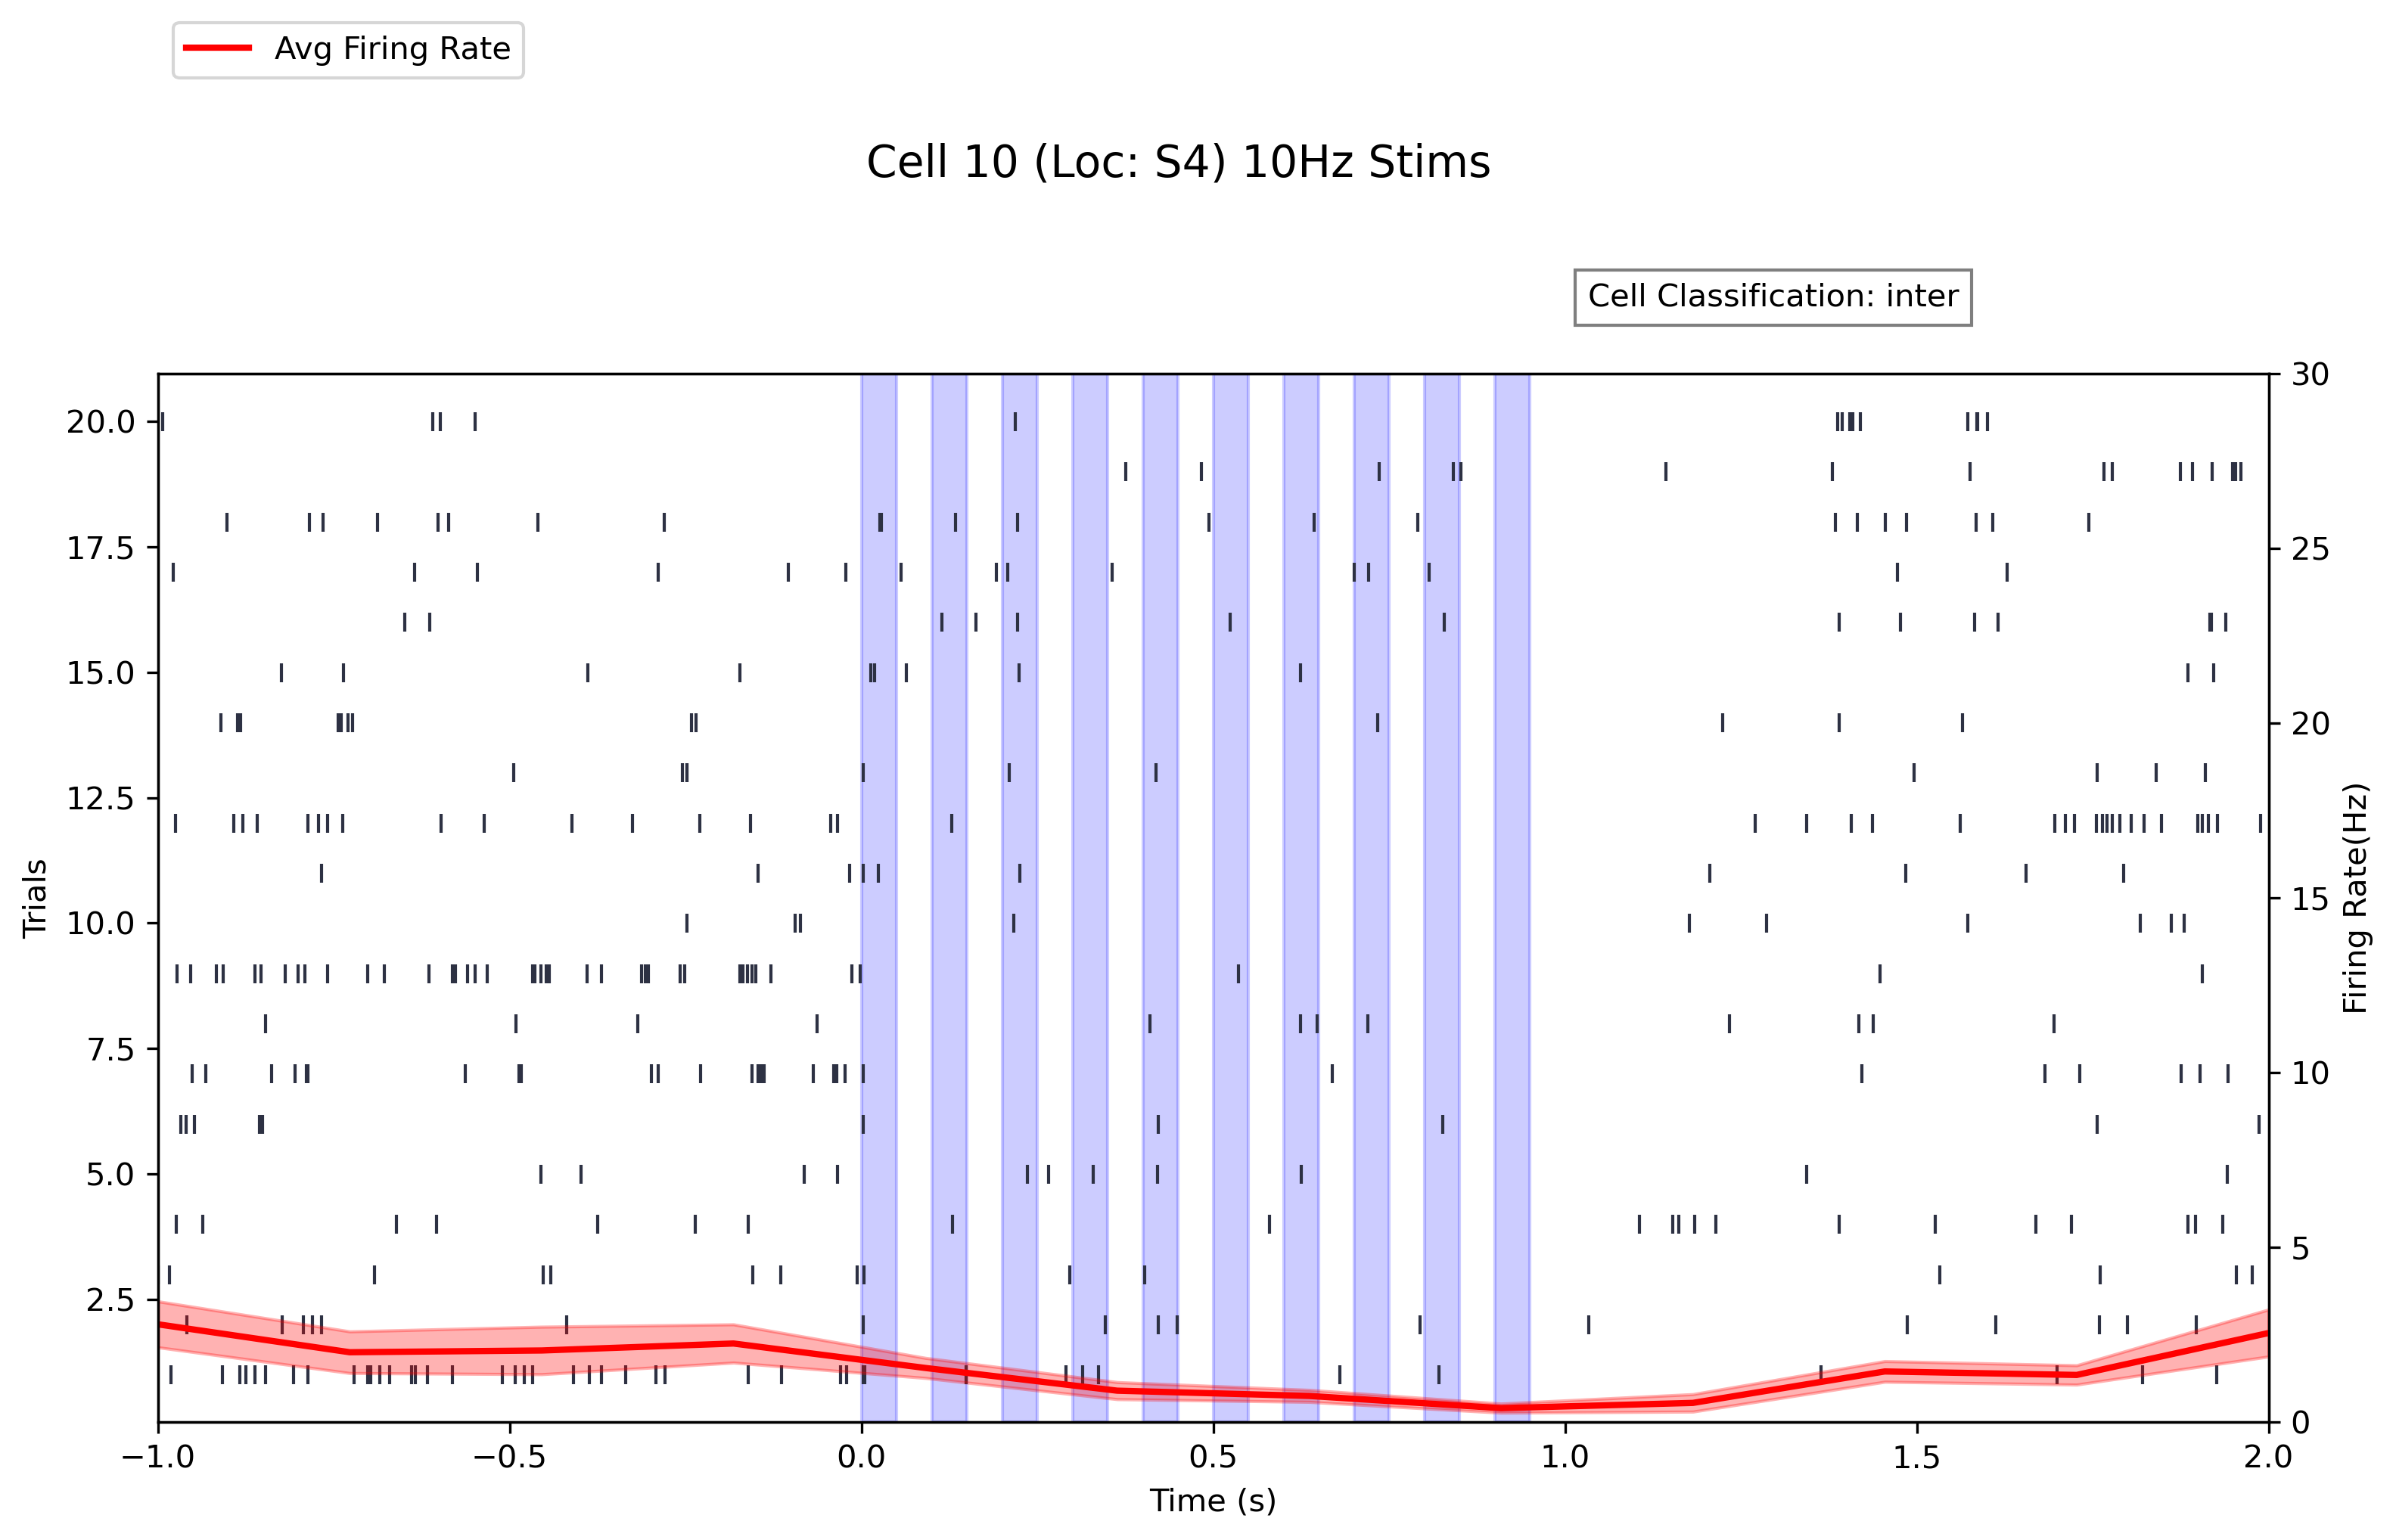 Avg Firing Rate
Cell 10 (Loc: S4) 10Hz Stims
Cell Classification: inter
20.0
17.5
15.0
12.5
10.0
7.5
5.0
2.5
Trials
30
25
20
15
10
5
0
Firing Rate(Hz)
−1.0 −0.5 0.0 0.5 1.0 1.5 2.0
Time (s)